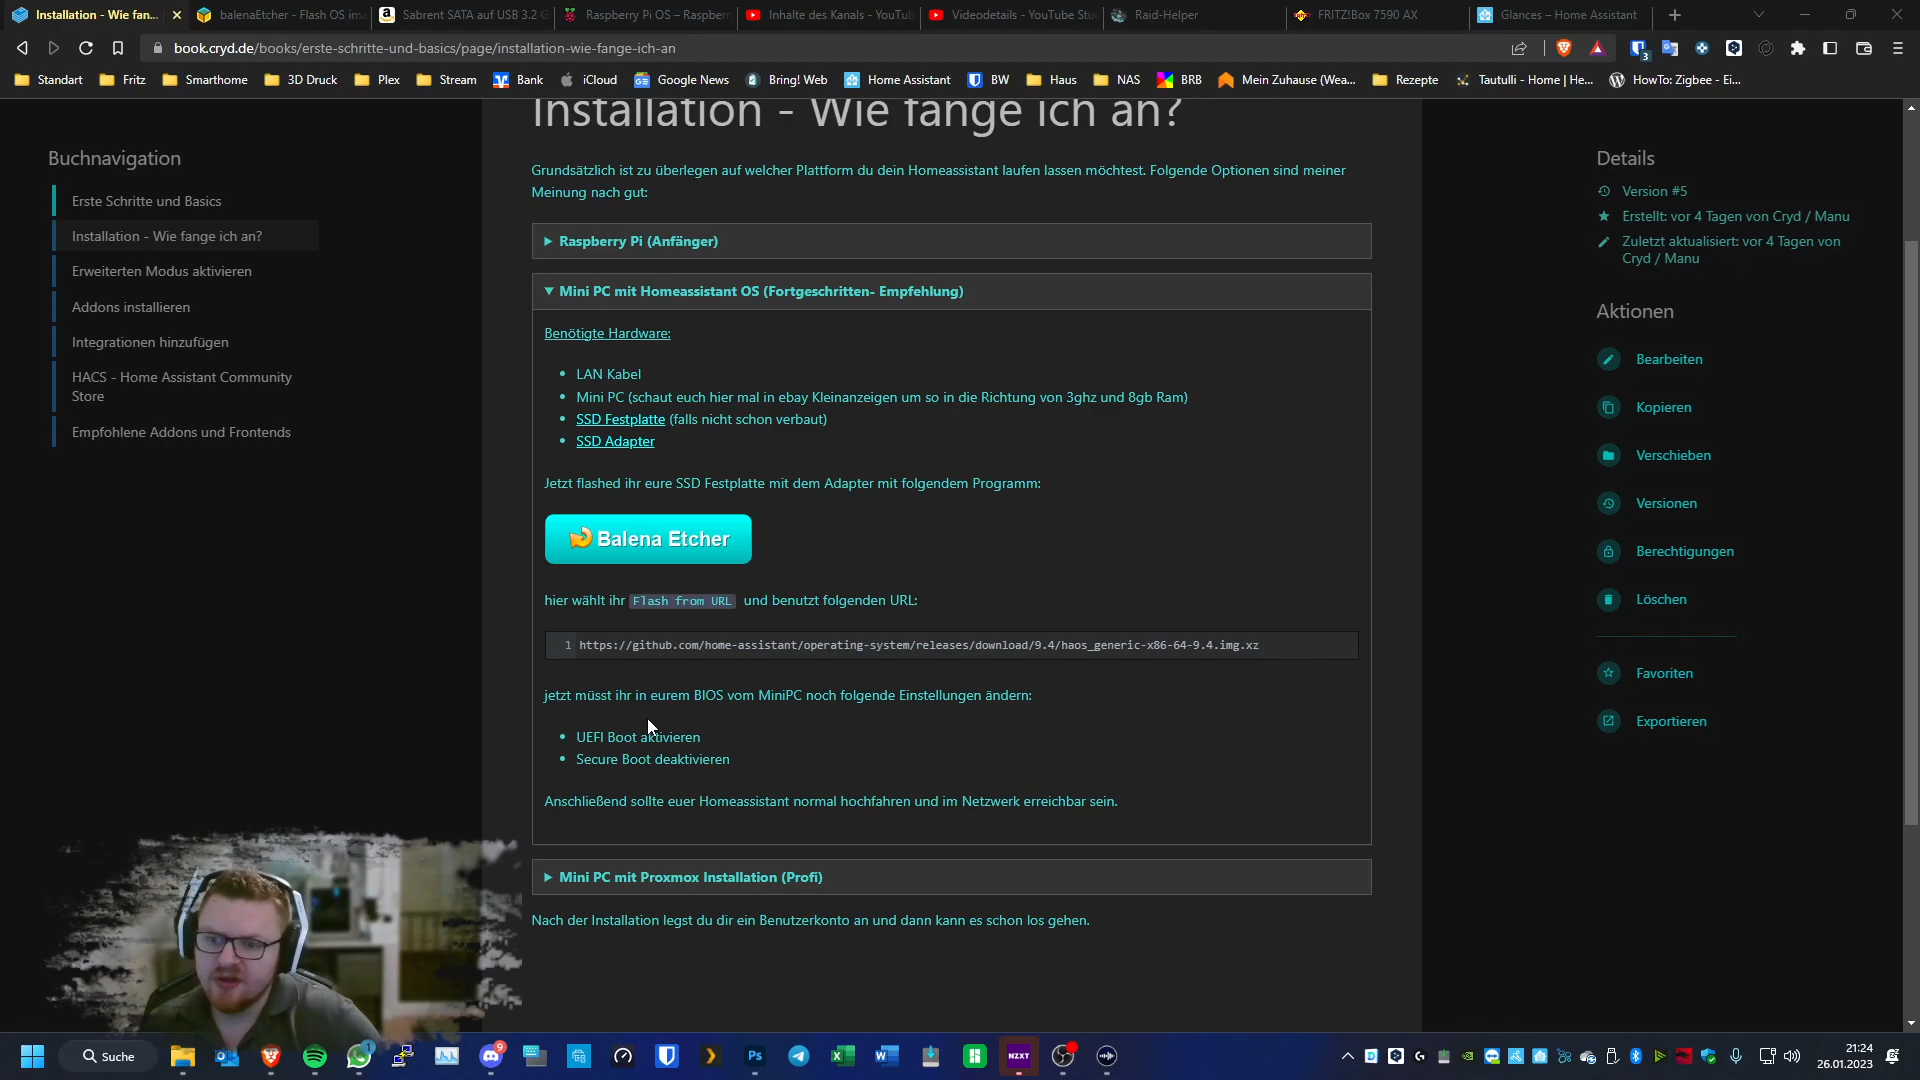 Installation - Wie fan...
balenaEtcher - Flash OS im
Sabrent SATA auf USB 3.2 G
Raspberry Pi OS – Raspberr
Inhalte des Kanals - YouTub
Videodetails - YouTube Stu
Raid-Helper
FRITZ!Box 7590 AX
Glances – Home Assistant
book.cryd.de/books/erste-schritte-und-basics/page/installation-wie-fange-ich-an
3
Standart
Fritz
Smarthome
3D Druck
Plex
Stream
Bank
iCloud
Google News
Bring! Web
Home Assistant
BW
Haus
NAS
BRB
Mein Zuhause (Wea...
Rezepte
Tautulli - Home | He...
HowTo: Zigbee - Ei...
Buchnavigation
Erste Schritte und Basics
Installation - Wie fange ich an?
Erweiterten Modus aktivieren
Addons installieren
Integrationen hinzufügen
HACS - Home Assistant Community
Store
Empfohlene Addons und Frontends
Installation - Wie fange ich an?
Grundsätzlich ist zu überlegen auf welcher Plattform du dein Homeassistant laufen lassen möchtest. Folgende Optionen sind meiner
Meinung nach gut:
Raspberry Pi (Anfänger)
Mini PC mit Homeassistant OS (Fortgeschritten- Empfehlung)
Benötigte Hardware:
LAN Kabel
Mini PC (schaut euch hier mal in ebay Kleinanzeigen um so in die Richtung von 3ghz und 8gb Ram)
SSD Festplatte (falls nicht schon verbaut)
SSD Adapter
Jetzt flashed ihr eure SSD Festplatte mit dem Adapter mit folgendem Programm:
Balena Etcher
hier wählt ihr Flash from URL und benutzt folgenden URL:
1 https://github.com/home-assistant/operating-system/releases/download/9.4/haos_generic-x86-64-9.4.img.xz
jetzt müsst ihr in eurem BIOS vom MiniPC noch folgende Einstellungen ändern:
UEFI Boot aktivieren
Secure Boot deaktivieren
Anschließend sollte euer Homeassistant normal hochfahren und im Netzwerk erreichbar sein.
Mini PC mit Proxmox Installation (Profi)
Nach der Installation legst du dir ein Benutzerkonto an und dann kann es schon los gehen.
Details
Version #5
Erstellt: vor 4 Tagen von Cryd / Manu
Zuletzt aktualisiert: vor 4 Tagen von
Cryd / Manu
Aktionen
Bearbeiten
Kopieren
Verschieben
Versionen
Berechtigungen
Löschen
Favoriten
Exportieren
Suche
1
9
Ps
NZXT
21:24
26.01.2023